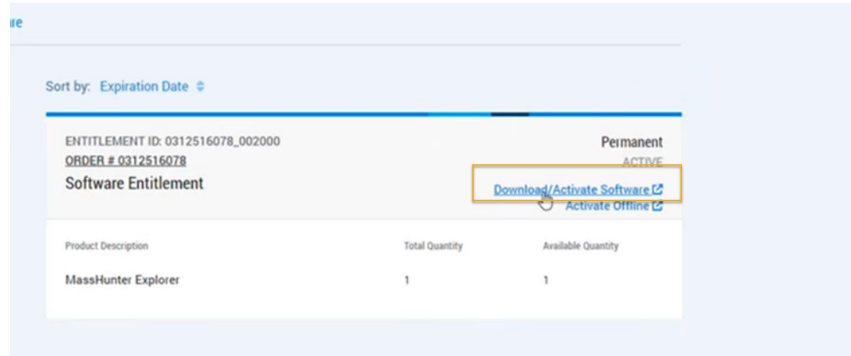 Sort by: Expiration Date
ENTITLEMENT ID: 0312516078_002000
Permanent
ORDER # 0312516078
ACTIVE
Software Entitlement
Download/Activate Software
Activate Offline
Product Description Total Quantity Available Quantity
MassHunter Explorer 1 1